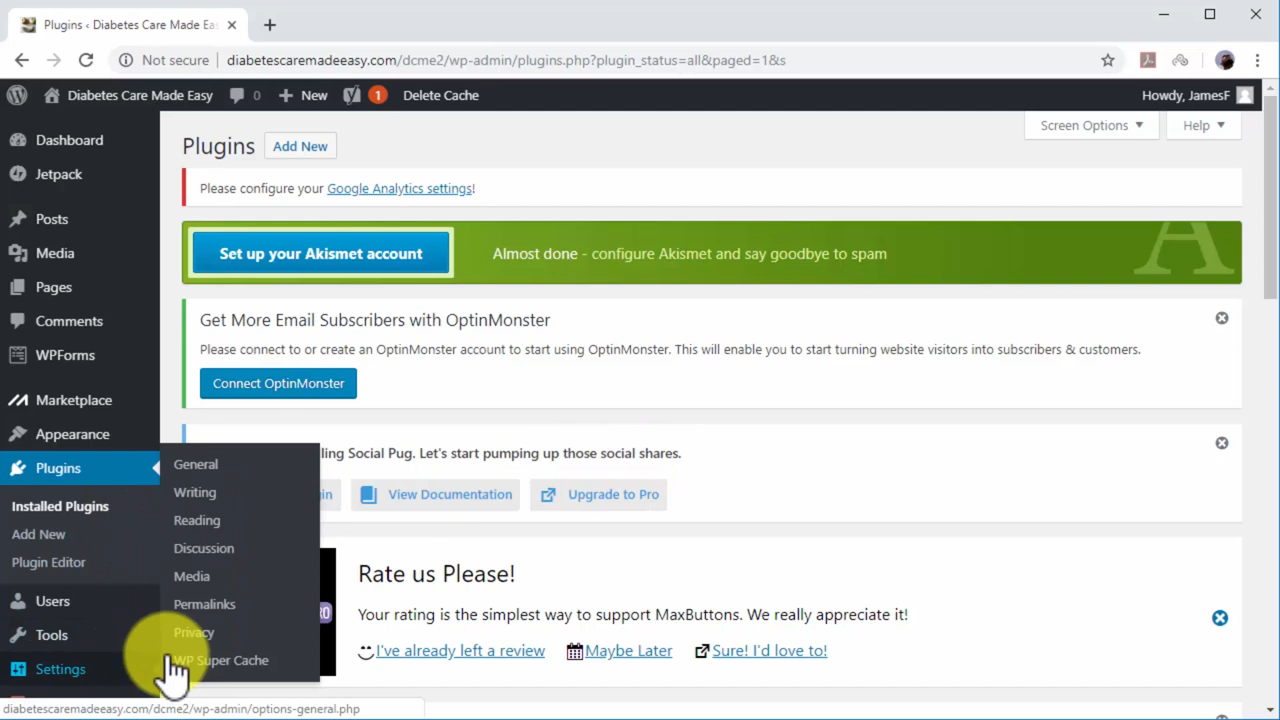 Plugins ‹ Diabetes Care Made Ea
Not secure
diabetescaremadeeasy.com/dcme2/wp-admin/plugins.php?plugin_status=all&paged=1&s
Diabetes Care Made Easy
0
New
1
Delete Cache
Howdy, JamesF
Dashboard
Jetpack
Posts
Media
Pages
Comments
WPForms
Marketplace
Appearance
Plugins
Installed Plugins
Add New
Plugin Editor
Users
Tools
Settings
General
Writing
Reading
Discussion
Media
Permalinks
Privacy
WP Super Cache
Screen Options
Help
Plugins
Add New
Please configure your Google Analytics settings!
Set up your Akismet account
Almost done - configure Akismet and say goodbye to spam
A
Get More Email Subscribers with OptinMonster
Please connect to or create an OptinMonster account to start using OptinMonster. This will enable you to start turning website visitors into subscribers & customers.
Connect OptinMonster
ling Social Pug. Let's start pumping up those social shares.
in
View Documentation
Upgrade to Pro
Rate us Please!
Your rating is the simplest way to support MaxButtons. We really appreciate it!
I've already left a review
Maybe Later
Sure! I'd love to!
diabetescaremadeeasy.com/dcme2/wp-admin/options-general.php